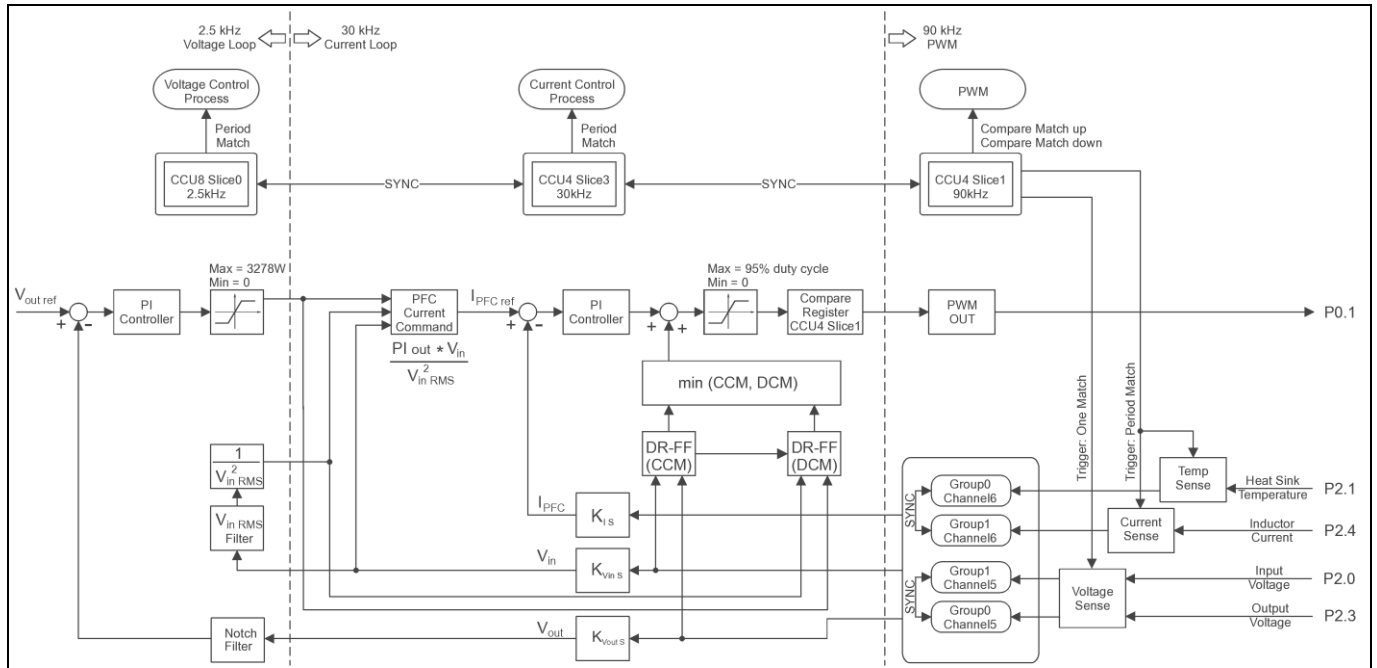 2.5 kHz
Voltage Loop
30 kHz
Current Loop
90 kHz
PWM
Voltage Control
Process
Current Control
Process
PWM
Period
Match
Period
Match
Compare Match up
Compare Match down
CCU8 Slice0
2.5kHz
SYNC
CCU4 Slice3
30kHz
SYNC
CCU4 Slice1
90kHz
Max = 3278W
Min = 0
Max = 95% duty cycle
Min = 0
V out ref
+
-
PI
Controller
PFC
Current
Command
I PFC ref
+
-
PI
Controller
+
+
Compare
Register
CCU4 Slice1
PWM
OUT
P0.1
PI out * V in
V in RMS 2
min (CCM, DCM)
Trigger: One Match
Trigger: Period Match
1
V in RMS 2
DR-FF
(CCM)
DR-FF
(DCM)
Temp
Sense
Heat Sink
Temperature
P2.1
Group0
Channel6
SYNC
V in RMS
Filter
I PFC
K I S
Group1
Channel6
Current
Sense
Inductor
Current
P2.4
V in
K Vin S
Group1
Channel5
SYNC
Voltage
Sense
Input
Voltage
P2.0
Group0
Channel5
Output
Voltage
P2.3
Notch
Filter
V out
K Vout S